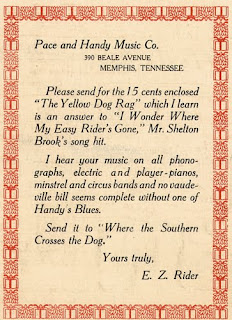 Pace and Handy Music Co.
390 BEALE AVENUE
MEMPHIS, TENNESSEE
Please send for the 15 cents enclosed
"The Yellow Dog Rag" which I learn
is an answer to "I Wonder Where
My Easy Rider's Gone," Mr. Shelton
Brook's song hit.
I hear your music on all phono-
graphs, electric and player-pianos,
minstrel and circus bands and no vaude-
ville bill seems complete without one of
Handy's Blues.
Send it to "Where the Southern
Crosses the Dog."
Yours truly,
E. Z. Rider